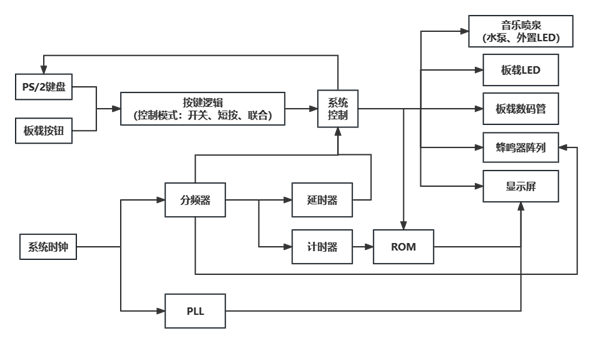 音乐喷泉
(水泵、外置LED)
PS/2键盘
按键逻辑
(控制模式：开关、短按、联合)
系统
控制
板载LED
板载按钮
板载数码管
蜂鸣器阵列
分频器
延时器
显示屏
系统时钟
计时器
ROM
PLL